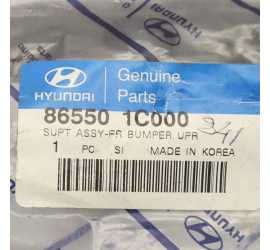 HYUNDAI
Genuine
Parts
86550 1C000
SUPT ASSY-FR BUMPER UPR
1 PC SI MADE IN KOREA